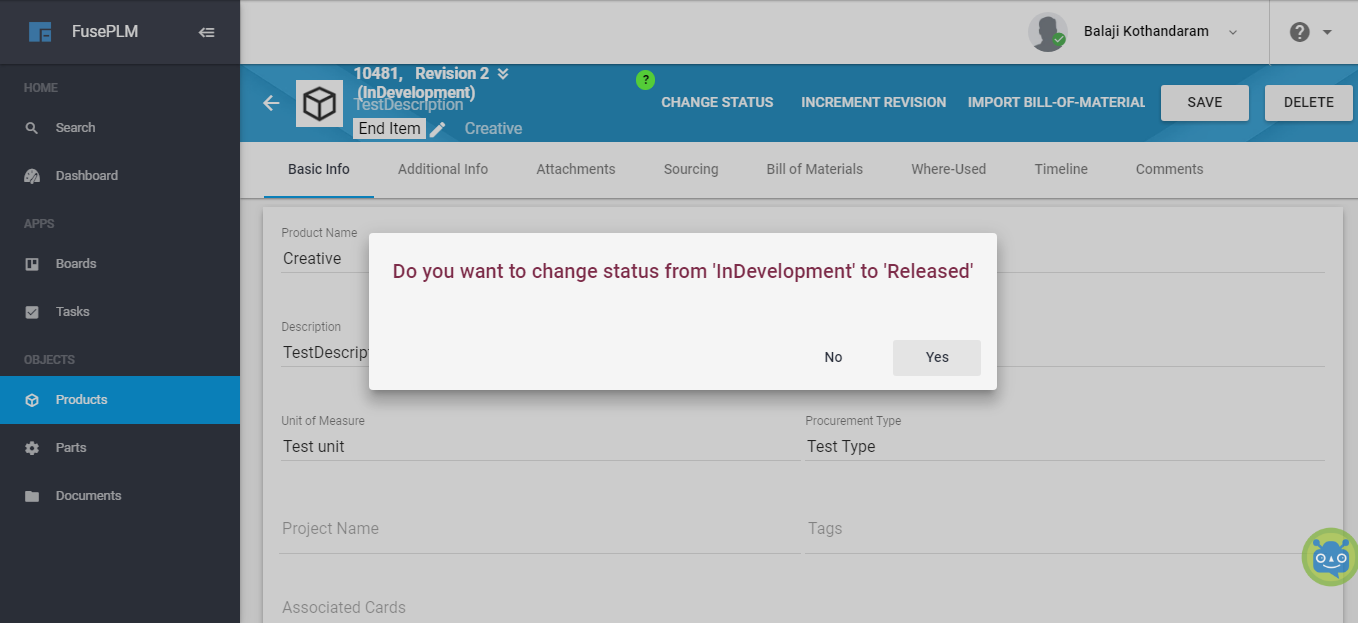 FusePLM
Balaji Kothandaram
?
HOME
Search
Dashboard
APPS
Boards
Tasks
OBJECTS
Products
Parts
Documents
10481, Revision 2
(InDevelopment)
TestDescription
End Item
Creative
?
CHANGE STATUS
INCREMENT REVISION
IMPORT BILL-OF-MATERIAL
SAVE
DELETE
Basic Info
Additional Info
Attachments
Sourcing
Bill of Materials
Where-Used
Timeline
Comments
Product Name
Creative
Do you want to change status from 'InDevelopment' to 'Released'
No
Yes
Description
TestDescript
Unit of Measure
Test unit
Procurement Type
Test Type
Project Name
Tags
Associated Cards